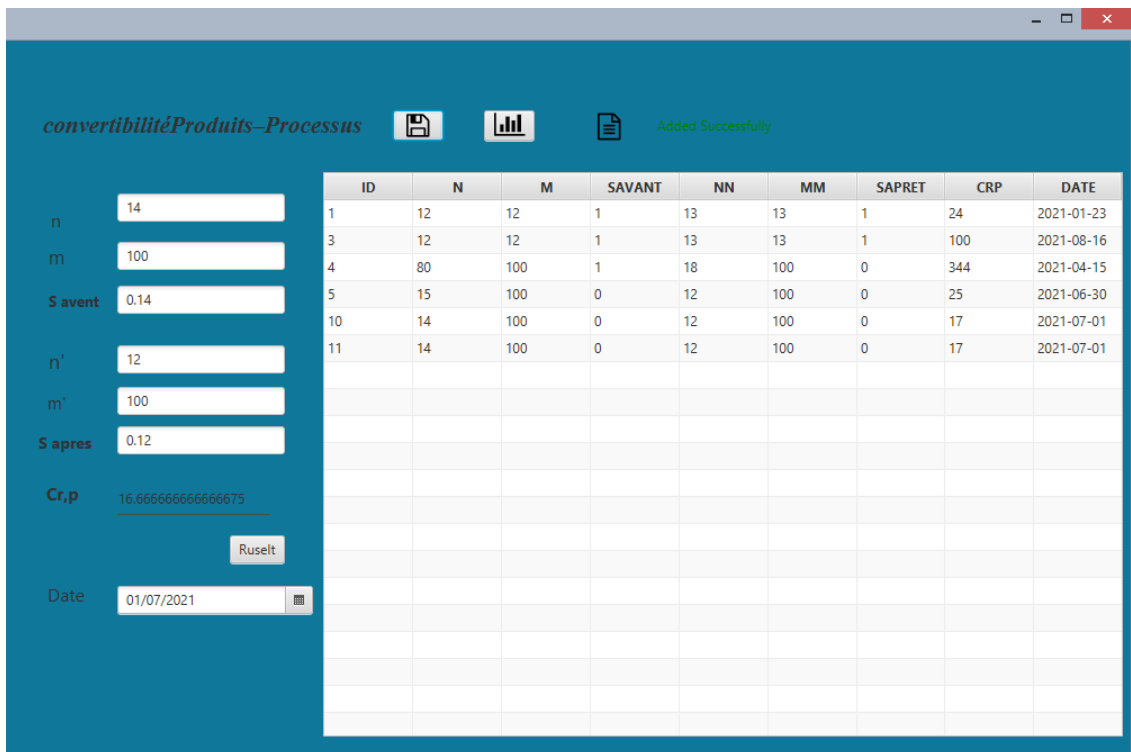 convertibilitéProduits–Processus
Added Successfully
n 14
m 100
S avent 0.14
n' 12
m' 100
S apres 0.12
Cr,p 16.666666666666675
Ruselt
Date 01/07/2021
ID N M SAVANT NN MM SAPRET CRP DATE
1 12 12 1 13 13 1 24 2021-01-23
3 12 12 1 13 13 1 100 2021-08-16
4 80 100 1 18 100 0 344 2021-04-15
5 15 100 0 12 100 0 25 2021-06-30
10 14 100 0 12 100 0 17 2021-07-01
11 14 100 0 12 100 0 17 2021-07-01